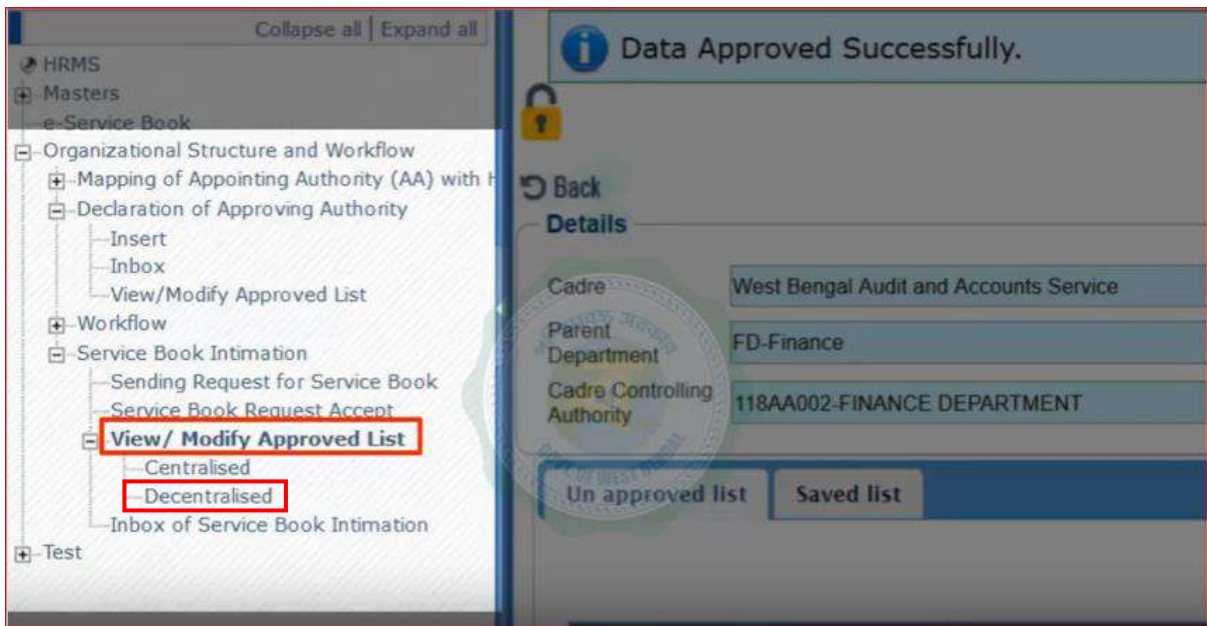 Collapse all | Expand all
HRMS
Masters
e-Service Book
Organizational Structure and Workflow
Mapping of Appointing Authority (AA) with H
Declaration of Approving Authority
Insert
Inbox
View/Modify Approved List
Workflow
Service Book Intimation
Sending Request for Service Book
Service Book Request Accept
View/ Modify Approved List
Centralised
Decentralised
Inbox of Service Book Intimation
Test
Data Approved Successfully.
Back
Details
Cadre West Bengal Audit and Accounts Service
Parent Department FD-Finance
Cadre Controlling Authority 118AA002-FINANCE DEPARTMENT
Un approved list Saved list